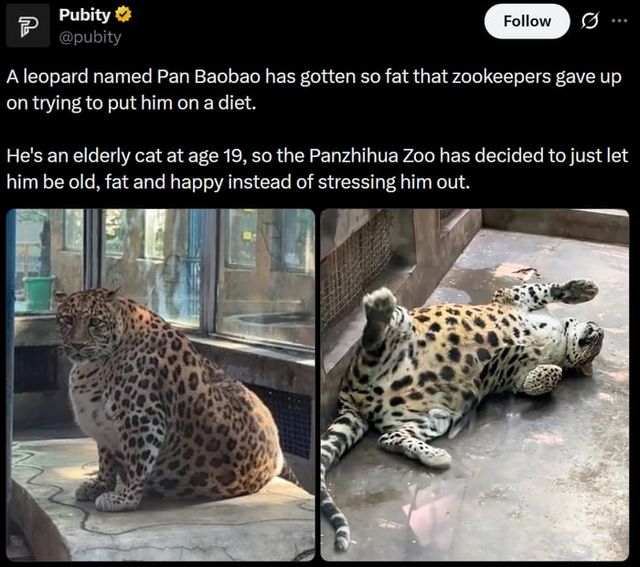 Pubity
@pubity
Follow
A leopard named Pan Baobao has gotten so fat that zookeepers gave up
on trying to put him on a diet.
He's an elderly cat at age 19, so the Panzhihua Zoo has decided to just let
him be old, fat and happy instead of stressing him out.